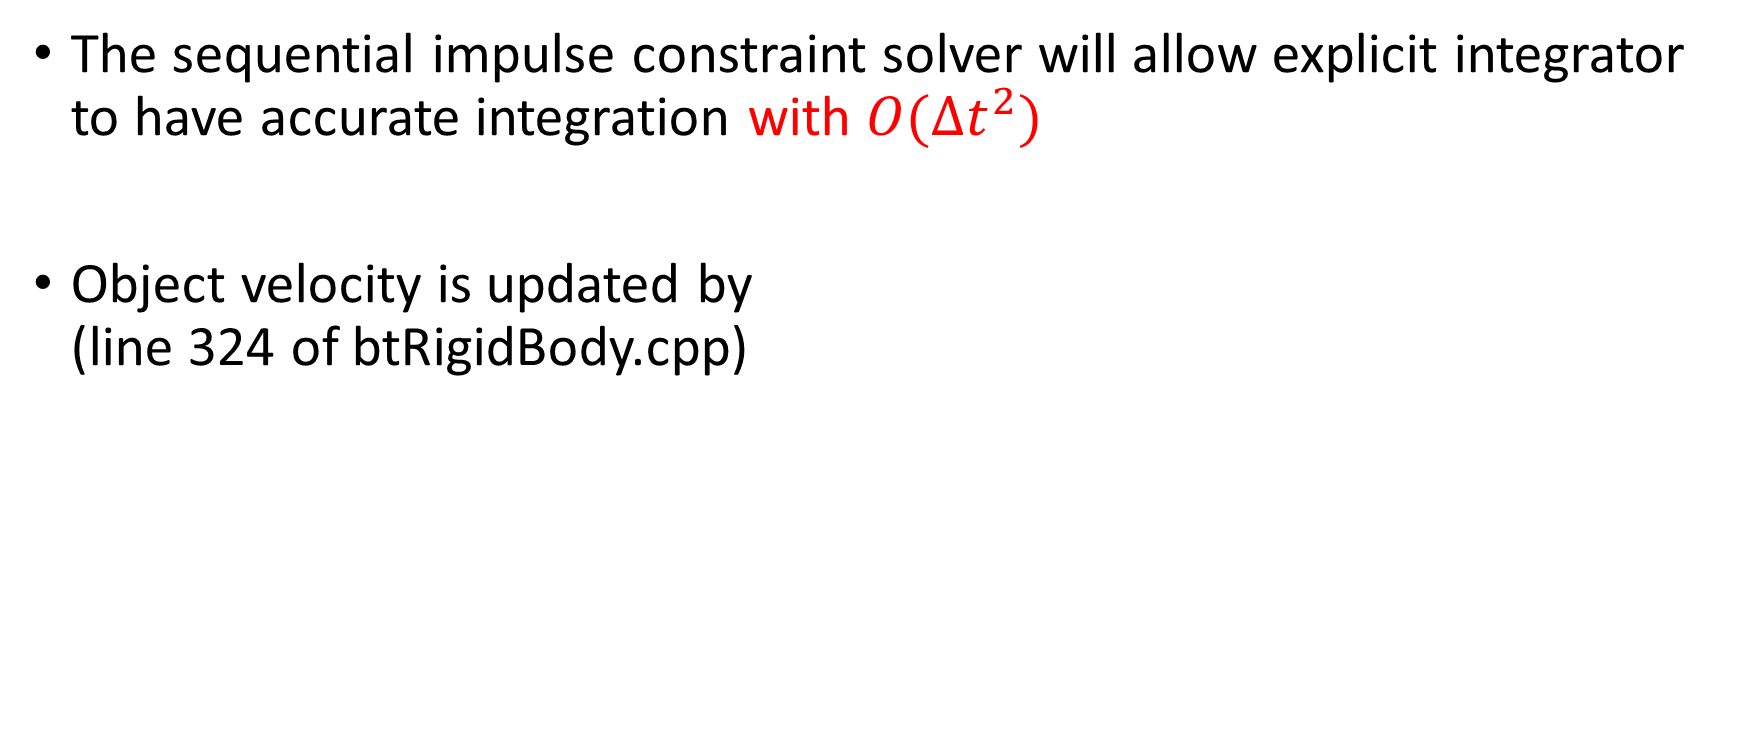 • The sequential impulse constraint solver will allow explicit integrator
to have accurate integration with O(Δt²)
• Object velocity is updated by
(line 324 of btRigidBody.cpp)